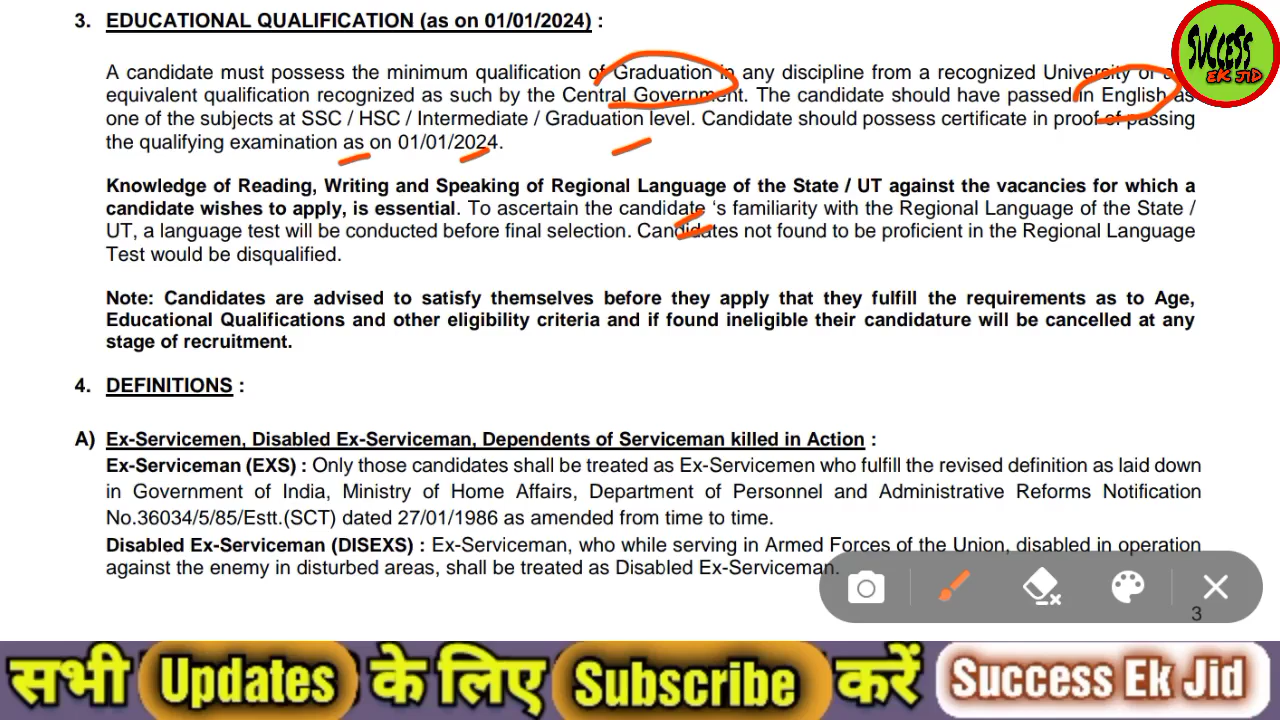 SUCCESS
EK JID
3. EDUCATIONAL QUALIFICATION (as on 01/01/2024) :
A candidate must possess the minimum qualification of Graduation in any discipline from a recognized University or
equivalent qualification recognized as such by the Central Government. The candidate should have passed in English as
one of the subjects at SSC / HSC / Intermediate / Graduation level. Candidate should possess certificate in proof of passing
the qualifying examination as on 01/01/2024.
Knowledge of Reading, Writing and Speaking of Regional Language of the State / UT against the vacancies for which a
candidate wishes to apply, is essential. To ascertain the candidate 's familiarity with the Regional Language of the State /
UT, a language test will be conducted before final selection. Candidates not found to be proficient in the Regional Language
Test would be disqualified.
Note: Candidates are advised to satisfy themselves before they apply that they fulfill the requirements as to Age,
Educational Qualifications and other eligibility criteria and if found ineligible their candidature will be cancelled at any
stage of recruitment.
4. DEFINITIONS :
A) Ex-Servicemen, Disabled Ex-Serviceman, Dependents of Serviceman killed in Action :
Ex-Serviceman (EXS) : Only those candidates shall be treated as Ex-Servicemen who fulfill the revised definition as laid down
in Government of India, Ministry of Home Affairs, Department of Personnel and Administrative Reforms Notification
No.36034/5/85/Estt.(SCT) dated 27/01/1986 as amended from time to time.
Disabled Ex-Serviceman (DISEXS) : Ex-Serviceman, who while serving in Armed Forces of the Union, disabled in operation
against the enemy in disturbed areas, shall be treated as Disabled Ex-Serviceman.
3
सभी Updates के लिए Subscribe करें Success Ek Jid